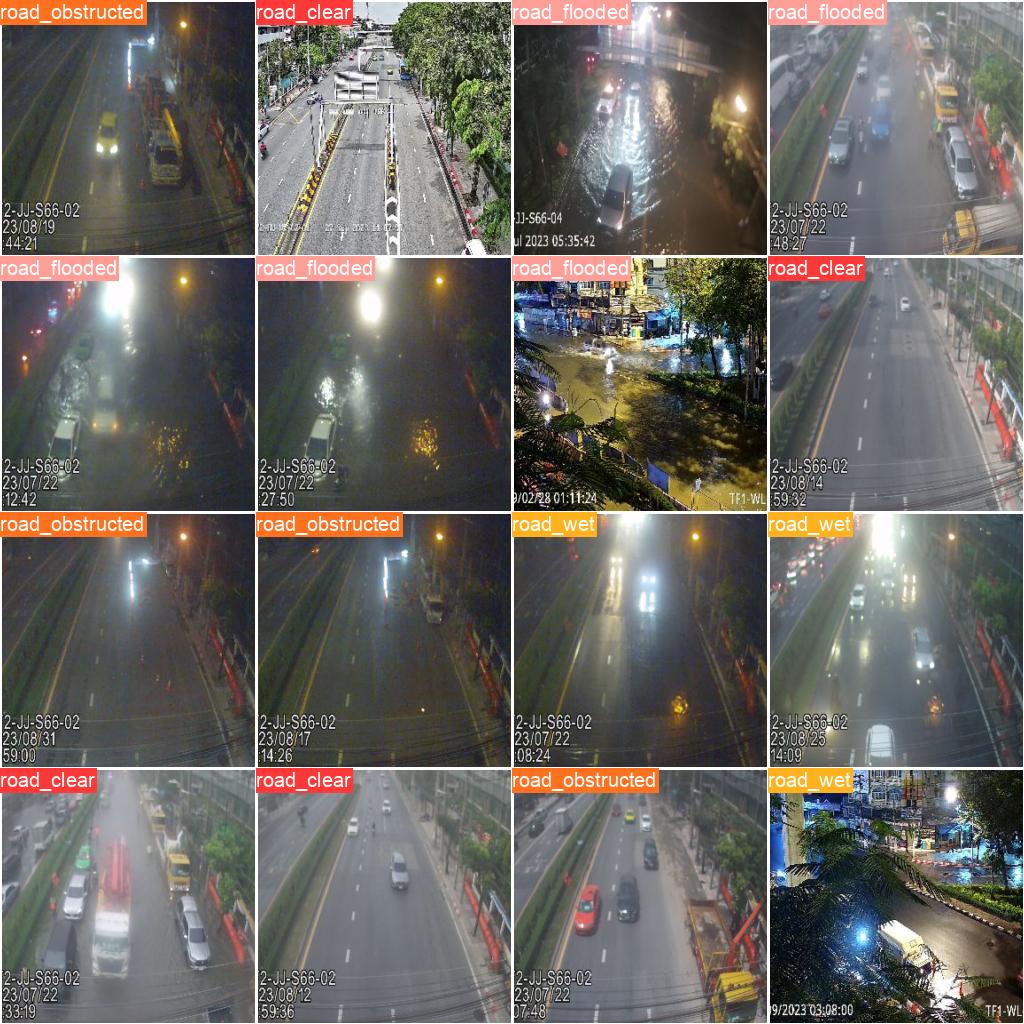 road_obstructed
road_clear
road_flooded
road_flooded
2-JJ-S66-02
23/08/19
:44:21
JJ-S66-04
ul 2023 05:35:42
2-JJ-S66-02
23/07/22
:48:27
road_flooded
road_flooded
road_flooded
road_clear
2-JJ-S66-02
23/07/22
:12:42
2-JJ-S66-02
23/07/22
:27:50
9/02/28 01:11:24
TF1-WL
2-JJ-S66-02
23/08/14
:59:32
road_obstructed
road_obstructed
road_wet
road_wet
2-JJ-S66-02
23/08/31
:59:00
2-JJ-S66-02
23/08/17
:14:26
2-JJ-S66-02
23/07/22
:08:24
2-JJ-S66-02
23/08/25
:14:09
road_clear
road_clear
road_obstructed
road_wet
2-JJ-S66-02
23/07/22
:33:19
2-JJ-S66-02
23/08/12
:59:36
2-JJ-S66-02
23/07/22
:07:48
09/2023 03:08:00
TF1-WL